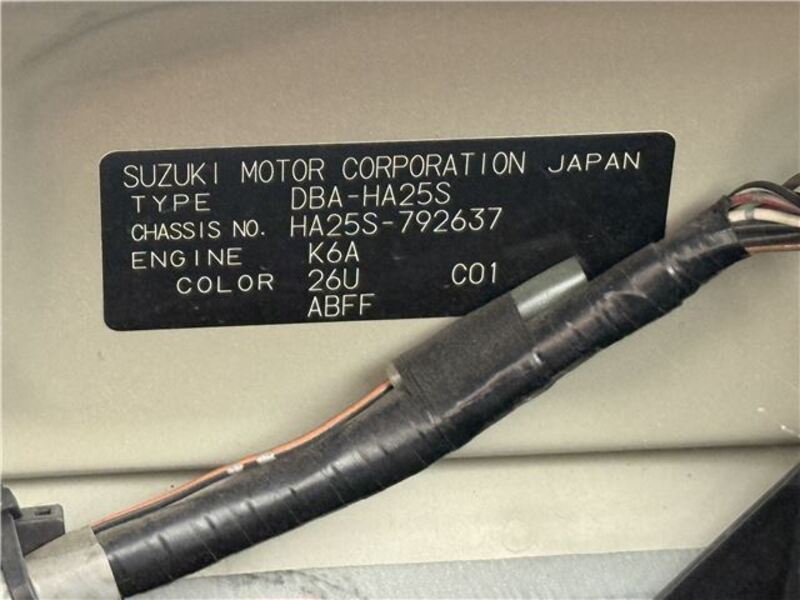 SUZUKI MOTOR CORPORATION JAPAN
TYPE DBA-HA25S
CHASSIS NO. HA25S-792637
ENGINE K6A
COLOR 26U C01
ABFF